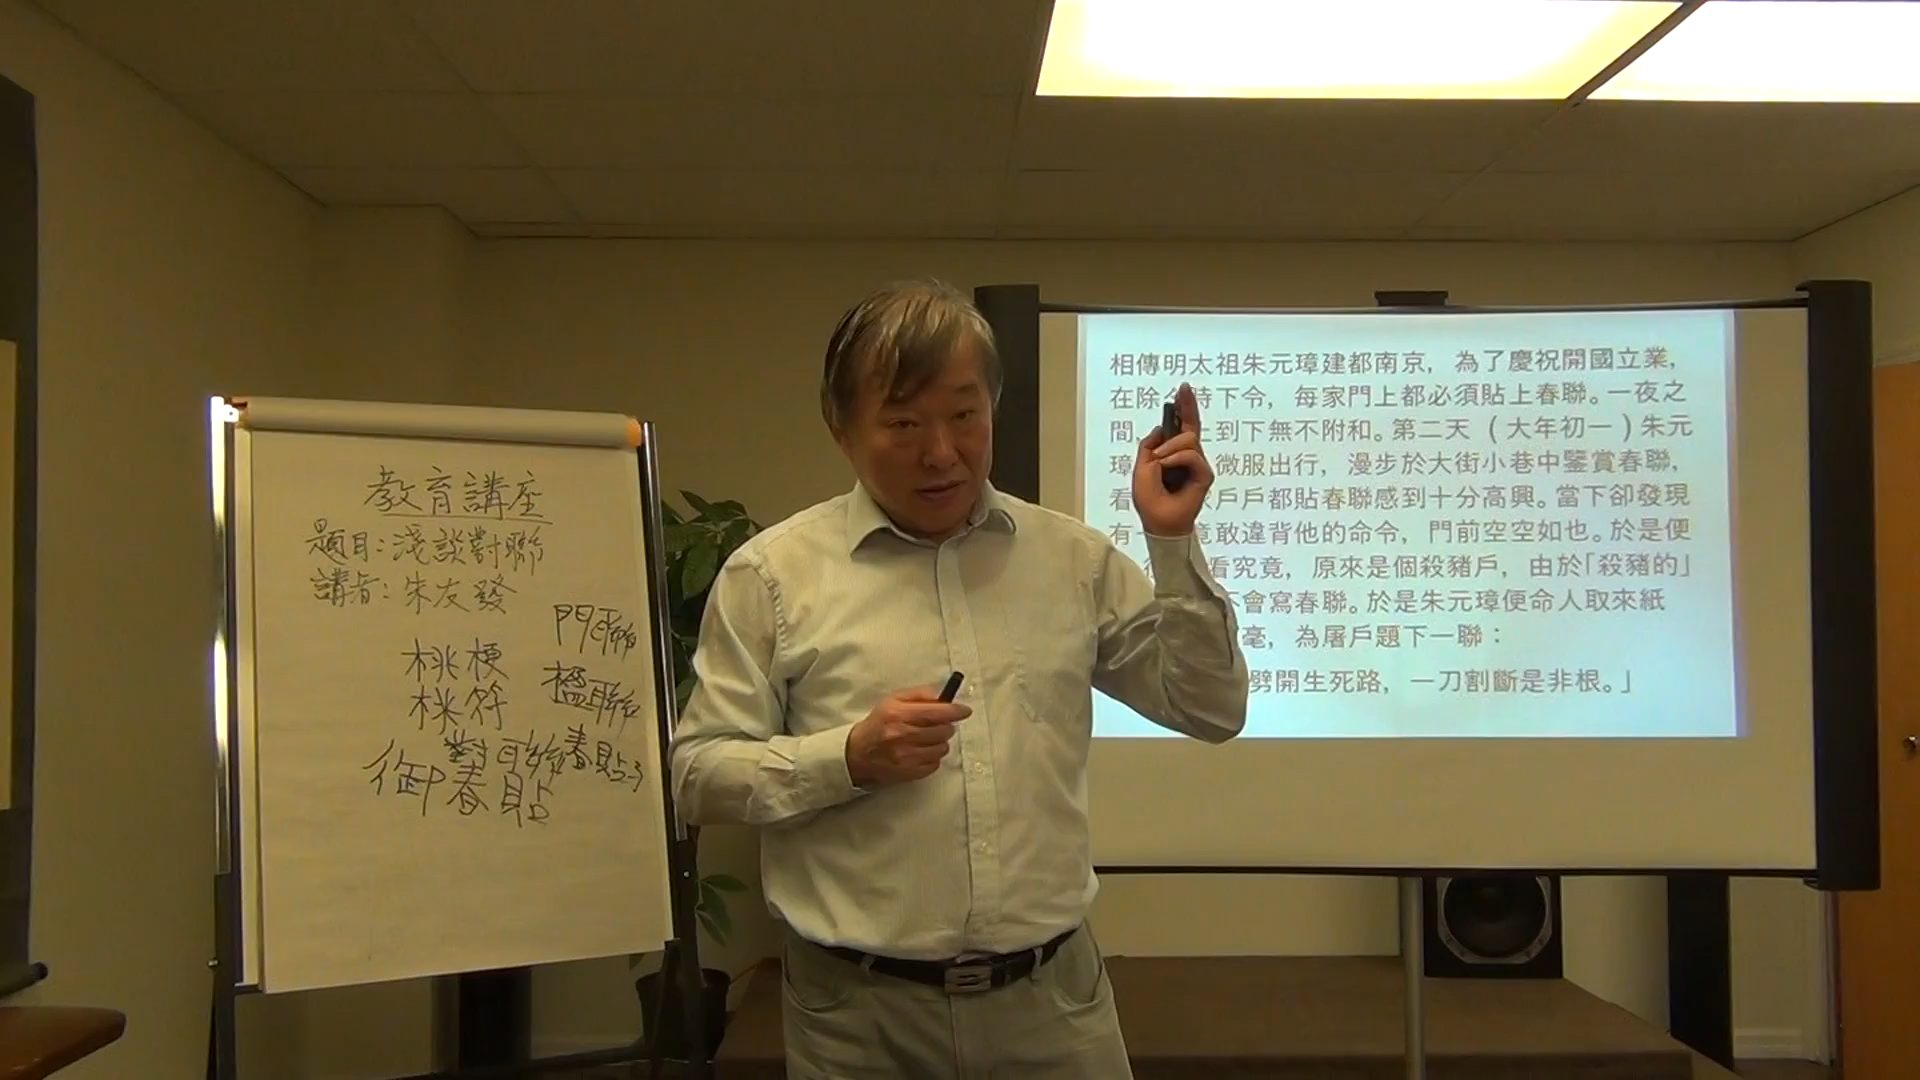 教育講座
題目：淺談對聯
講者：朱友發
門聯
桃梗
楹聯
桃符
對聯
春貼子
御春貼
相傳明太祖朱元璋建都南京，為了慶祝開國立業，
在除夕時下令，每家門上都必須貼上春聯。一夜之
間，上到下無不附和。第二天（大年初一）朱元
璋微服出行，漫步於大街小巷中鑒賞春聯，
看家戶戶都貼春聯感到十分高興。當下卻發現
有一竟敢違背他的命令，門前空空如也。於是便
看究竟，原來是個殺豬戶，由於「殺豬的」
不會寫春聯。於是朱元璋便命人取來紙
毫，為屠戶題下一聯：
劈開生死路，一刀割斷是非根。」